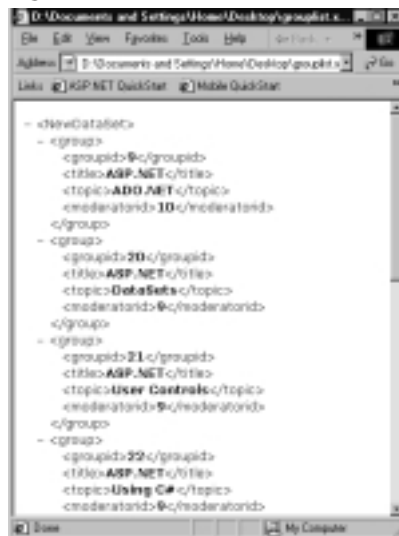 D:\Documents and Settings\Home\Desktop\grouplist.x...
File Edit View Favorites Tools Help
Address D:\Documents and Settings\Home\Desktop\grouplist.x Go
Links ASP.NET QuickStart Mobile QuickStart
- <NewDataSet>
- <group>
<groupid>9</groupid>
<title>ASP.NET</title>
<topic>ADO.NET</topic>
<moderatorid>10</moderatorid>
</group>
- <group>
<groupid>20</groupid>
<title>ASP.NET</title>
<topic>DataSets</topic>
<moderatorid>9</moderatorid>
</group>
- <group>
<groupid>21</groupid>
<title>ASP.NET</title>
<topic>User Controls</topic>
<moderatorid>9</moderatorid>
</group>
- <group>
<groupid>22</groupid>
<title>ASP.NET</title>
<topic>Using C#</topic>
<moderatorid>9</moderatorid>
Done My Computer